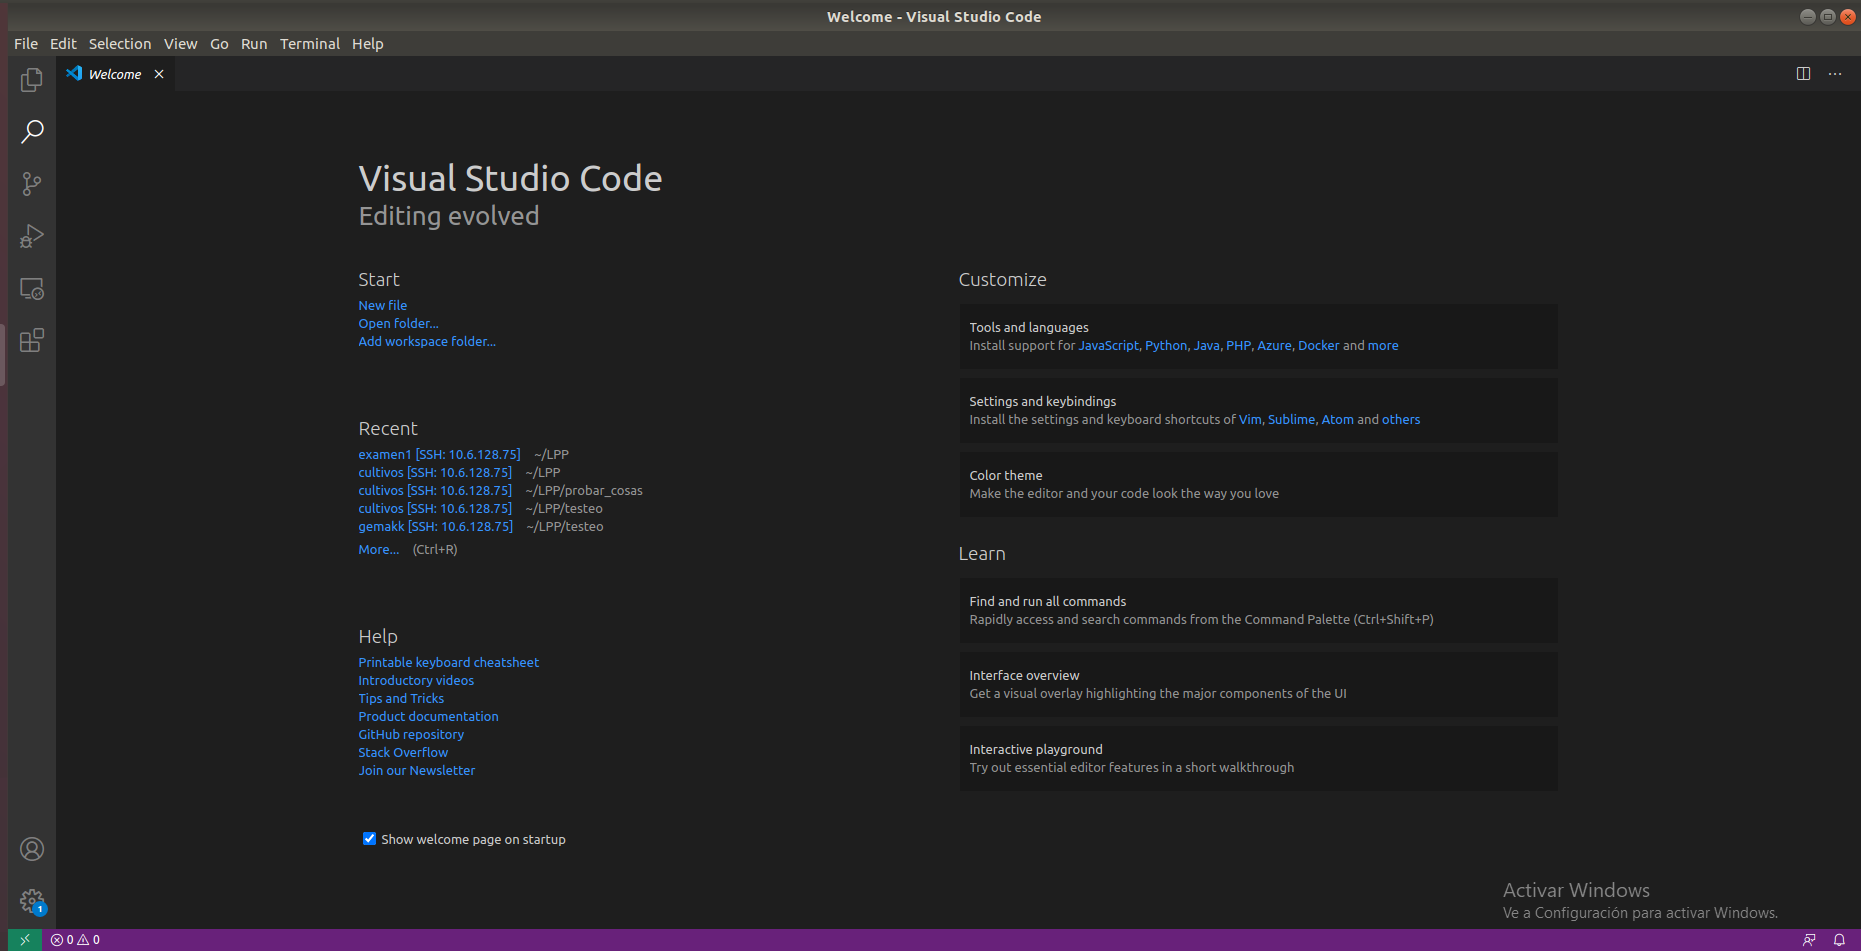 Welcome - Visual Studio Code
File Edit Selection View Go Run Terminal Help
Welcome
Visual Studio Code
Editing evolved
Start
New file
Open folder...
Add workspace folder...
Recent
examen1 [SSH: 10.6.128.75] ~/LPP
cultivos [SSH: 10.6.128.75] ~/LPP
cultivos [SSH: 10.6.128.75] ~/LPP/probar_cosas
cultivos [SSH: 10.6.128.75] ~/LPP/testeo
gemakk [SSH: 10.6.128.75] ~/LPP/testeo
More... (Ctrl+R)
Help
Printable keyboard cheatsheet
Introductory videos
Tips and Tricks
Product documentation
GitHub repository
Stack Overflow
Join our Newsletter
Show welcome page on startup
Customize
Tools and languages
Install support for JavaScript, Python, Java, PHP, Azure, Docker and more
Settings and keybindings
Install the settings and keyboard shortcuts of Vim, Sublime, Atom and others
Color theme
Make the editor and your code look the way you love
Learn
Find and run all commands
Rapidly access and search commands from the Command Palette (Ctrl+Shift+P)
Interface overview
Get a visual overlay highlighting the major components of the UI
Interactive playground
Try out essential editor features in a short walkthrough
Activar Windows
Ve a Configuración para activar Windows.
1
0 0